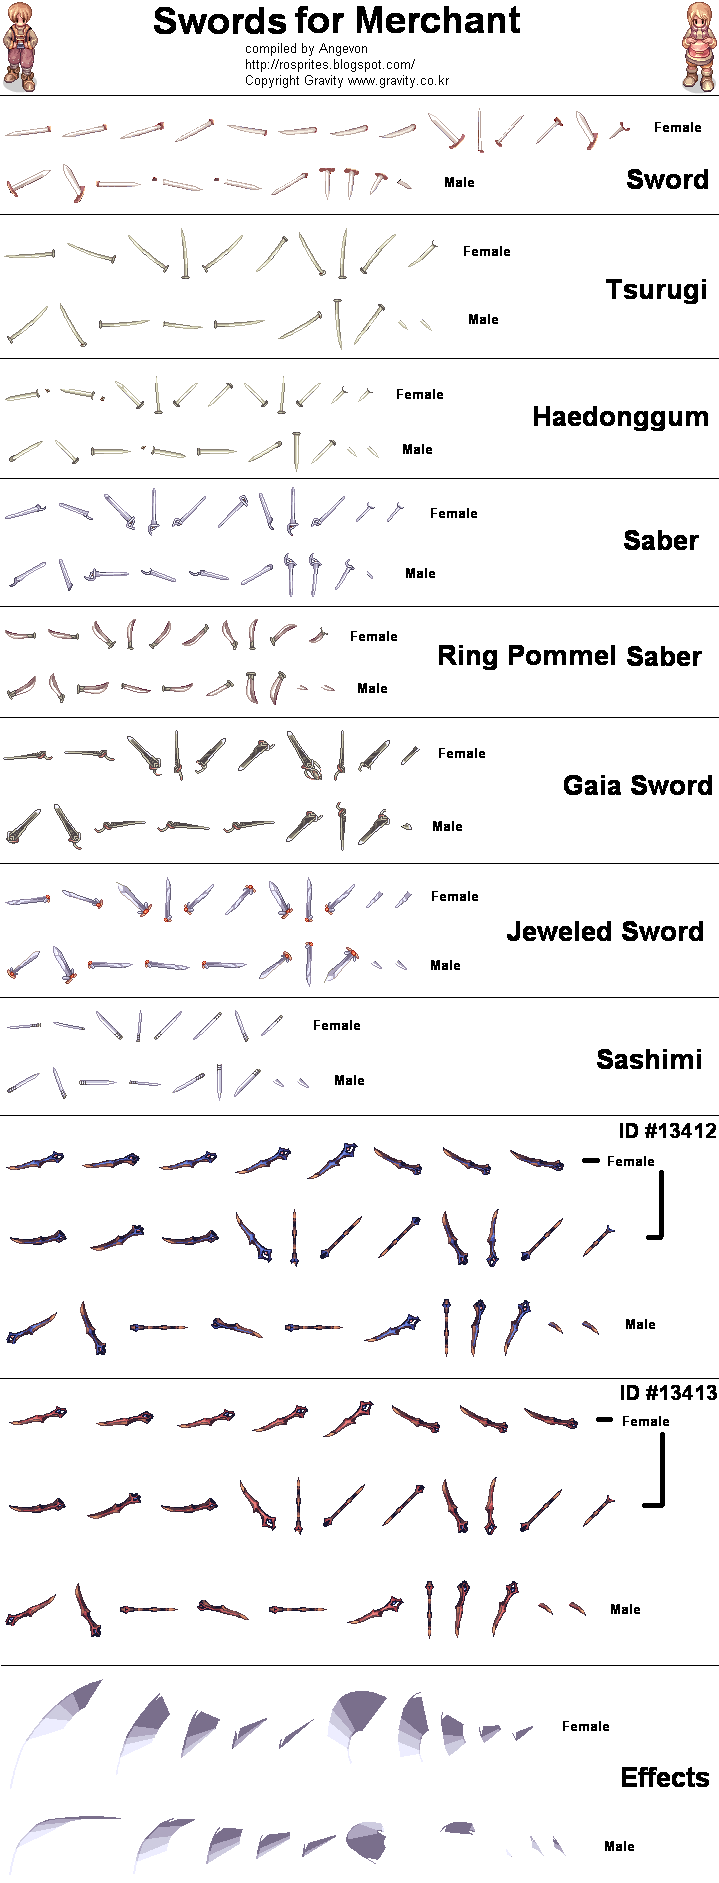 Swords for Merchant
compiled by Angevon
http://rosprites.blogspot.com/
Copyright Gravity www.gravity.co.kr
Female
Male
Sword
Female
Tsurugi
Male
Female
Haedonggum
Male
Female
Saber
Male
Female
Ring Pommel Saber
Male
Female
Gaia Sword
Male
Female
Jeweled Sword
Male
Female
Sashimi
Male
ID #13412
Female
Male
ID #13413
Female
Male
Female
Effects
Male